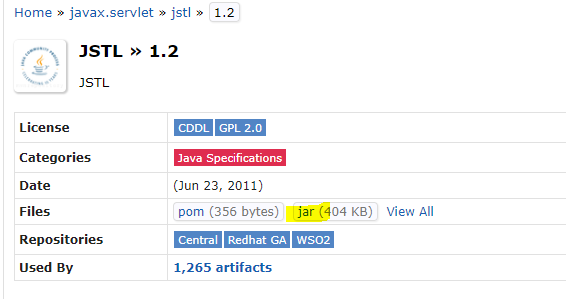 Home » javax.servlet » jstl » 1.2
JSTL » 1.2
JSTL
License CDDL GPL 2.0
Categories Java Specifications
Date (Jun 23, 2011)
Files pom (356 bytes) jar (404 KB) View All
Repositories Central Redhat GA WSO2
Used By 1,265 artifacts